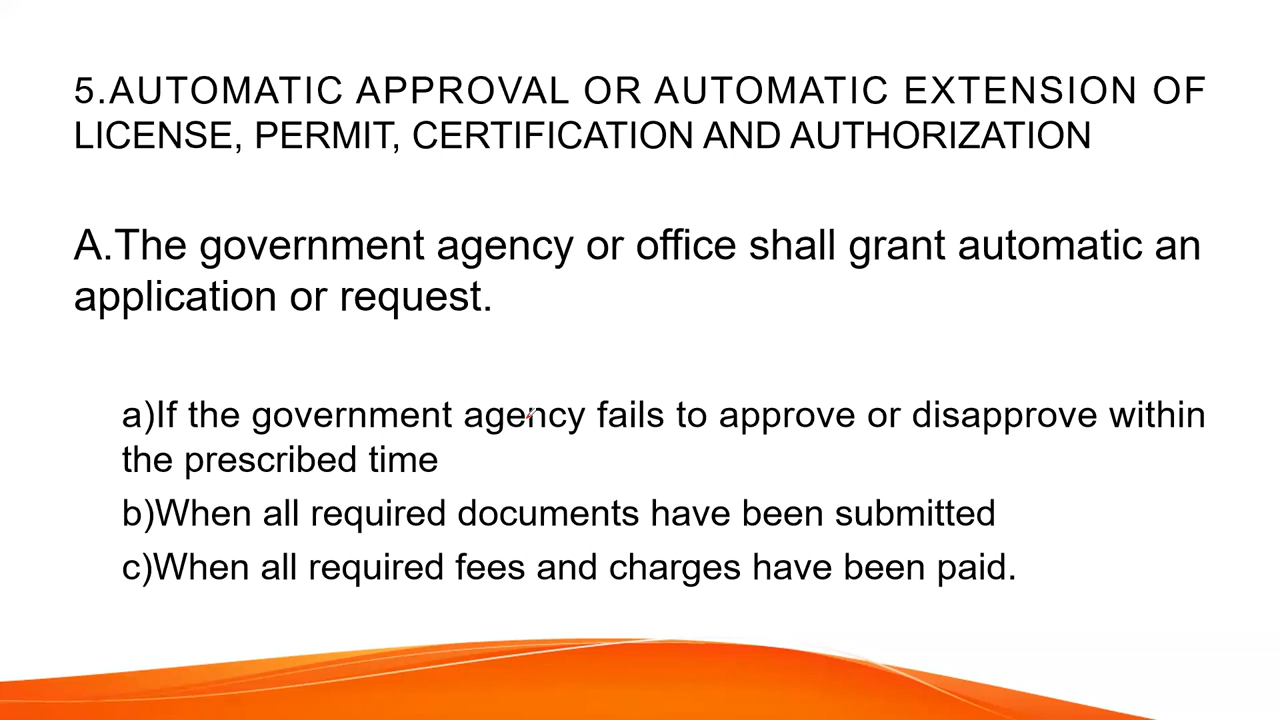 5.AUTOMATIC APPROVAL OR AUTOMATIC EXTENSION OF
LICENSE, PERMIT, CERTIFICATION AND AUTHORIZATION
A.The government agency or office shall grant automatic an
application or request.
a)If the government agency fails to approve or disapprove within
the prescribed time
b)When all required documents have been submitted
c)When all required fees and charges have been paid.